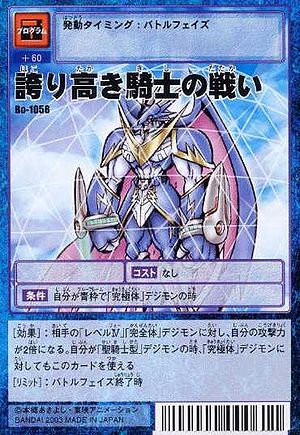 プログラム
発動タイミング:バトルフェイズ
+60
誇り高き騎士の戦い
Bo-1056
コスト なし
条件 自分が青枠で「究極体」デジモンの時
[効果]:相手の「レベルⅣ」、「完全体」デジモンに対し、自分の攻撃力
が2倍になる。自分が「聖騎士型」デジモンの時、「究極体」デジモンに
対してもこのカードを使える
[リミット]:バトルフェイズ終了時
©本郷あきよし・東映アニメーション
BANDAI 2003 MADE IN JAPAN